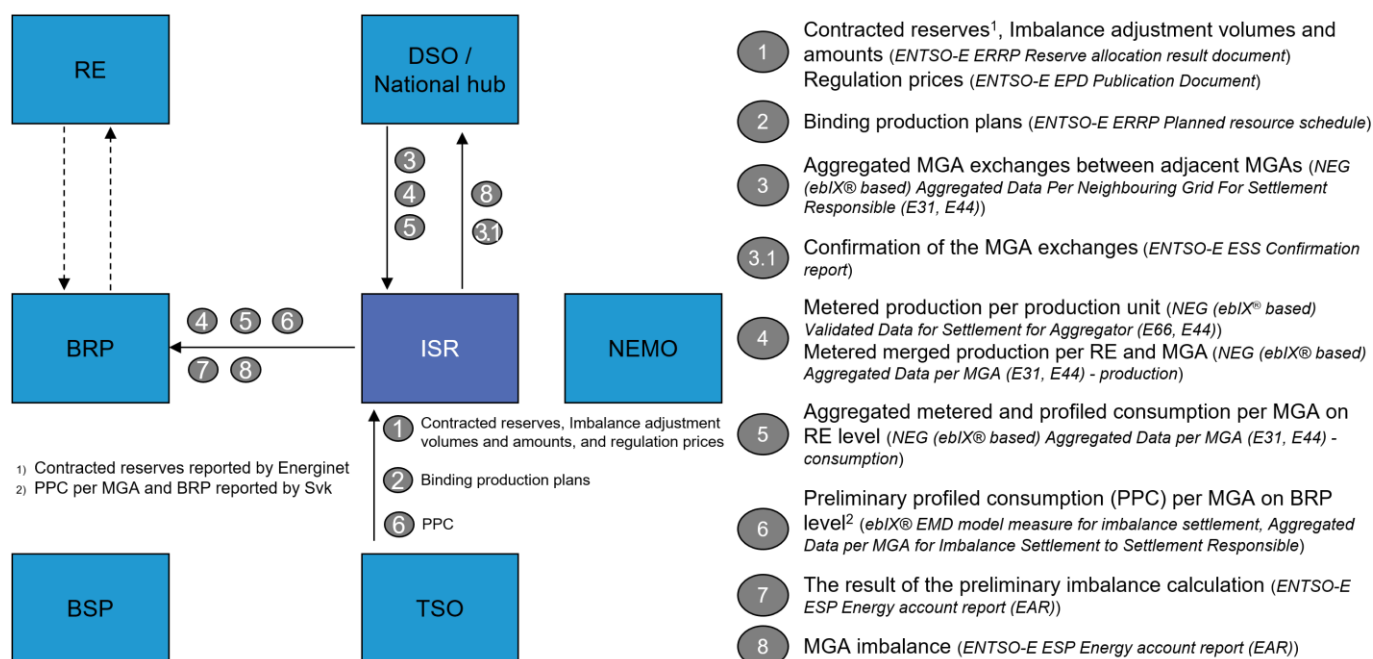 RE
DSO /
National hub
3
4
5
8
3.1
BRP
4 5 6
7 8
ISR
NEMO
1 Contracted reserves, Imbalance adjustment
volumes and amounts, and regulation prices
2 Binding production plans
6 PPC
1) Contracted reserves reported by Energinet
2) PPC per MGA and BRP reported by Svk
BSP
TSO
1 Contracted reserves¹, Imbalance adjustment volumes and
amounts (ENTSO-E ERRP Reserve allocation result document)
Regulation prices (ENTSO-E EPD Publication Document)
2 Binding production plans (ENTSO-E ERRP Planned resource schedule)
3 Aggregated MGA exchanges between adjacent MGAs (NEG
(ebIX® based) Aggregated Data Per Neighbouring Grid For Settlement
Responsible (E31, E44))
3.1 Confirmation of the MGA exchanges (ENTSO-E ESS Confirmation
report)
4 Metered production per production unit (NEG (ebIX® based)
Validated Data for Settlement for Aggregator (E66, E44))
Metered merged production per RE and MGA (NEG (ebIX® based)
Aggregated Data per MGA (E31, E44) - production)
5 Aggregated metered and profiled consumption per MGA on
RE level (NEG (ebIX® based) Aggregated Data per MGA (E31, E44) -
consumption)
6 Preliminary profiled consumption (PPC) per MGA on BRP
level² (ebIX® EMD model measure for imbalance settlement, Aggregated
Data per MGA for Imbalance Settlement to Settlement Responsible)
7 The result of the preliminary imbalance calculation (ENTSO-E
ESP Energy account report (EAR))
8 MGA imbalance (ENTSO-E ESP Energy account report (EAR))